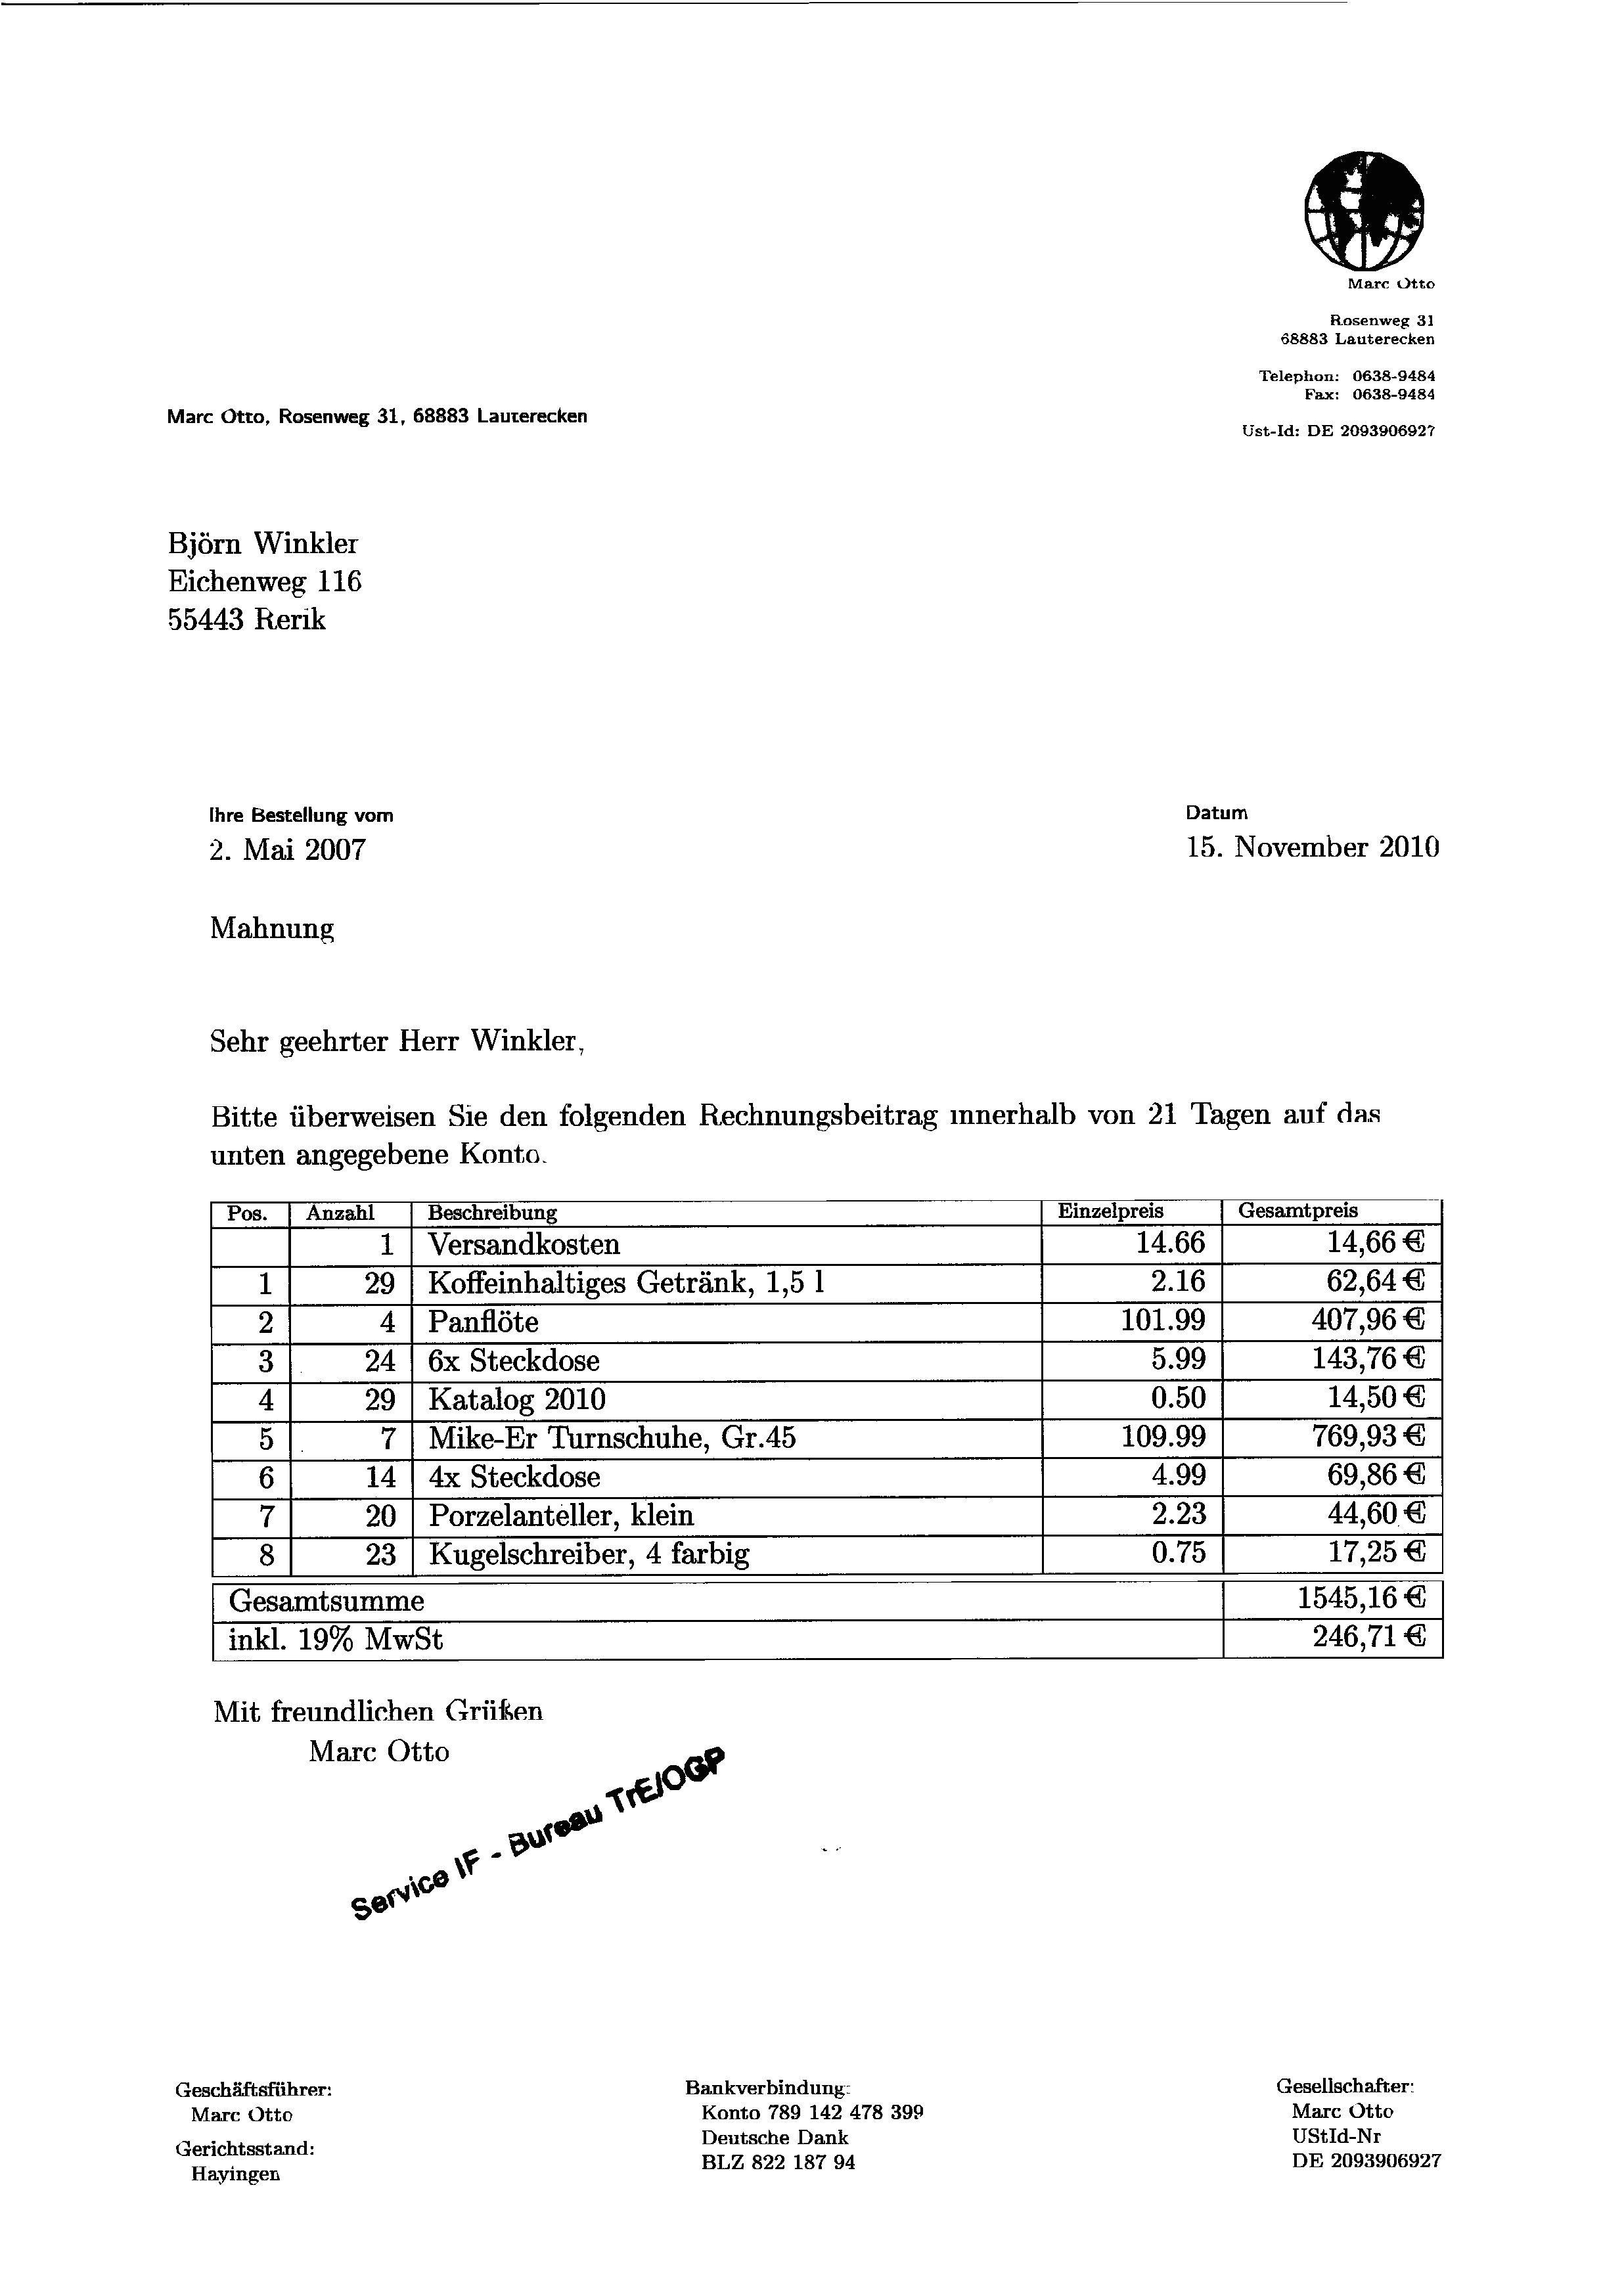 Marc Otto
Rosenweg 31
68883 Lauterecken
Telephon: 0638-9484
Fax: 0638-9484
Ust-Id: DE 2093906927
Marc Otto, Rosenweg 31, 68883 Lauterecken
Björn Winkler
Eichenweg 116
55443 Rerik
Ihre Bestellung vom
2. Mai 2007
Datum
15. November 2010
Mahnung
Sehr geehrter Herr Winkler,
Bitte überweisen Sie den folgenden Rechnungsbeitrag innerhalb von 21 Tagen auf das
unten angegebene Konto.
Pos. Anzahl Beschreibung Einzelpreis Gesamtpreis
1 Versandkosten 14.66 14,66 €
1 29 Koffeinhaltiges Getränk, 1,5 l 2.16 62,64 €
2 4 Panflöte 101.99 407,96 €
3 24 6x Steckdose 5.99 143,76 €
4 29 Katalog 2010 0.50 14,50 €
5 7 Mike-Er Turnschuhe, Gr.45 109.99 769,93 €
6 14 4x Steckdose 4.99 69,86 €
7 20 Porzelanteller, klein 2.23 44,60 €
8 23 Kugelschreiber, 4 farbig 0.75 17,25 €
Gesamtsumme 1545,16 €
inkl. 19% MwSt 246,71 €
Mit freundlichen Grüßen
Marc Otto
Service IF - Bureau TrE/OGP
Geschäftsführer:
Marc Otto
Gerichtsstand:
Hayingen
Bankverbindung:
Konto 789 142 478 399
Deutsche Dank
BLZ 822 187 94
Gesellschafter:
Marc Otto
UStId-Nr
DE 2093906927